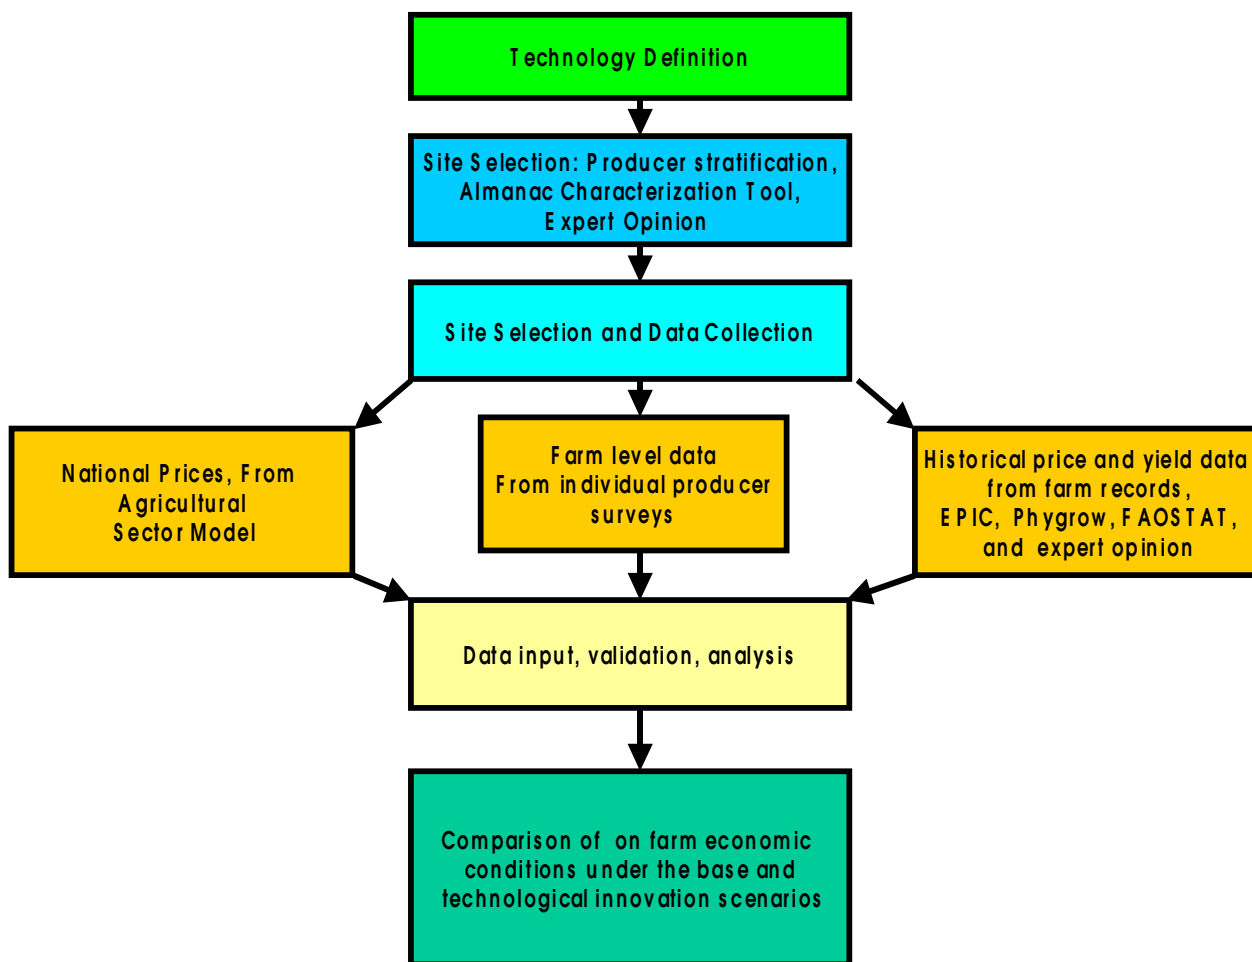 Technology Definition
Site Selection: Producer stratification,
Almanac Characterization Tool,
Expert Opinion
Site Selection and Data Collection
National Prices, From
Agricultural
Sector Model
Farm level data
From individual producer
surveys
Historical price and yield data
from farm records,
EPIC, Phygrow, FAOSTAT,
and expert opinion
Data input, validation, analysis
Comparison of on farm economic
conditions under the base and
technological innovation scenarios